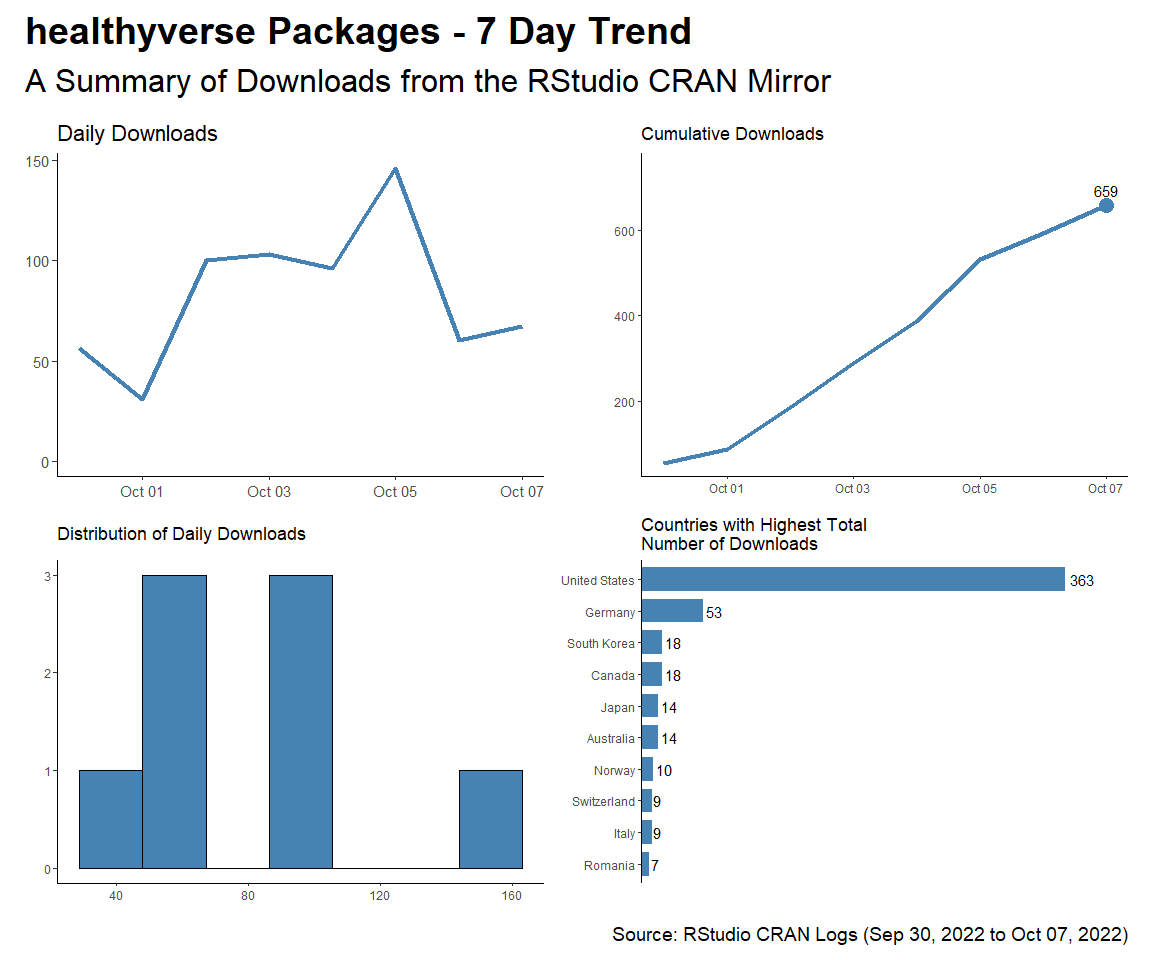 healthyverse Packages - 7 Day Trend
A Summary of Downloads from the RStudio CRAN Mirror
Daily Downloads
150
100
50
0
Oct 01
Oct 03
Oct 05
Oct 07
Cumulative Downloads
659
600
400
200
Oct 01
Oct 03
Oct 05
Oct 07
Distribution of Daily Downloads
3
2
1
0
40
80
120
160
Countries with Highest Total
Number of Downloads
United States 363
Germany 53
South Korea 18
Canada 18
Japan 14
Australia 14
Norway 10
Switzerland 9
Italy 9
Romania 7
Source: RStudio CRAN Logs (Sep 30, 2022 to Oct 07, 2022)